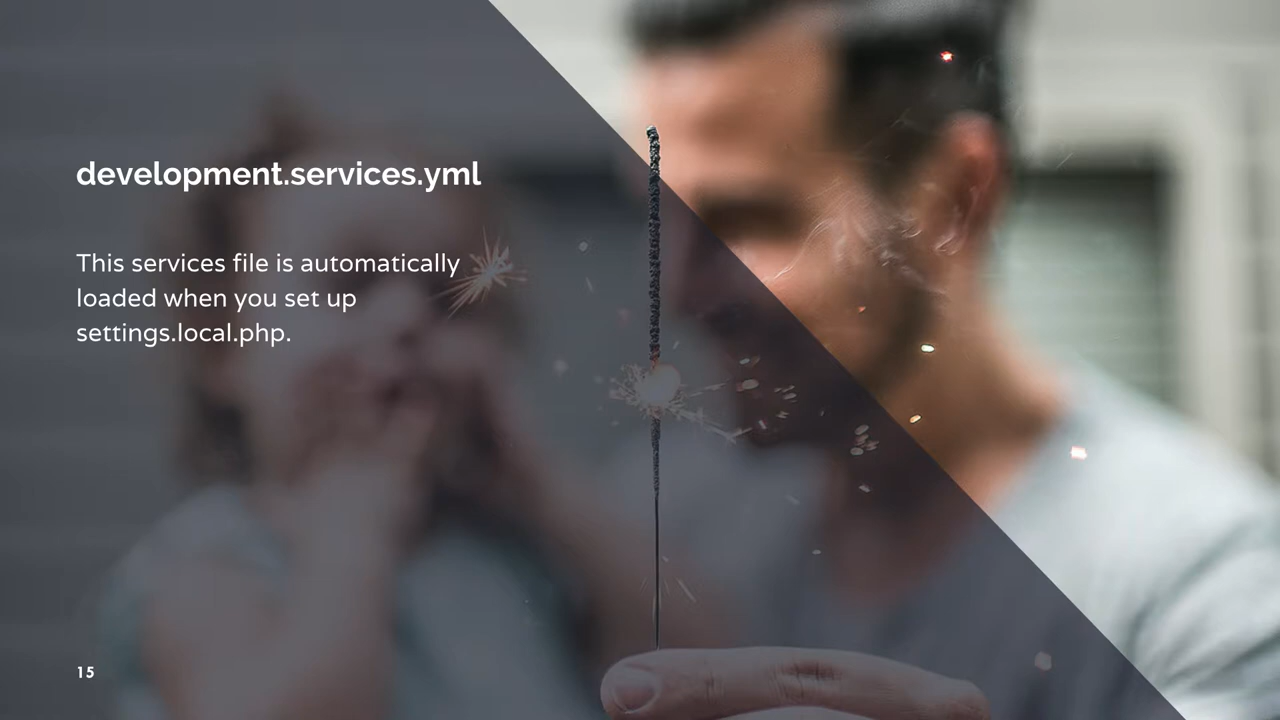 development.services.yml
This services file is automatically
loaded when you set up
settings.local.php.
15